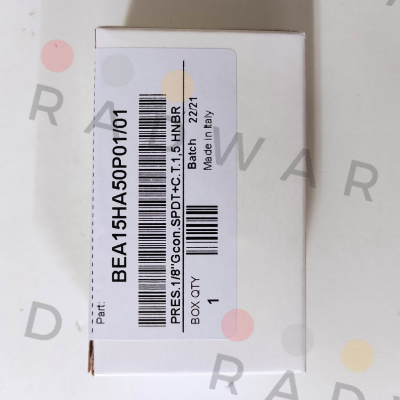 Part:
BEA15HA50P01/01
PRES.1/8"Gcon.SPDT+C.T.1,5 HNBR
Batch 22/21
BOX QTY Made in Italy
1